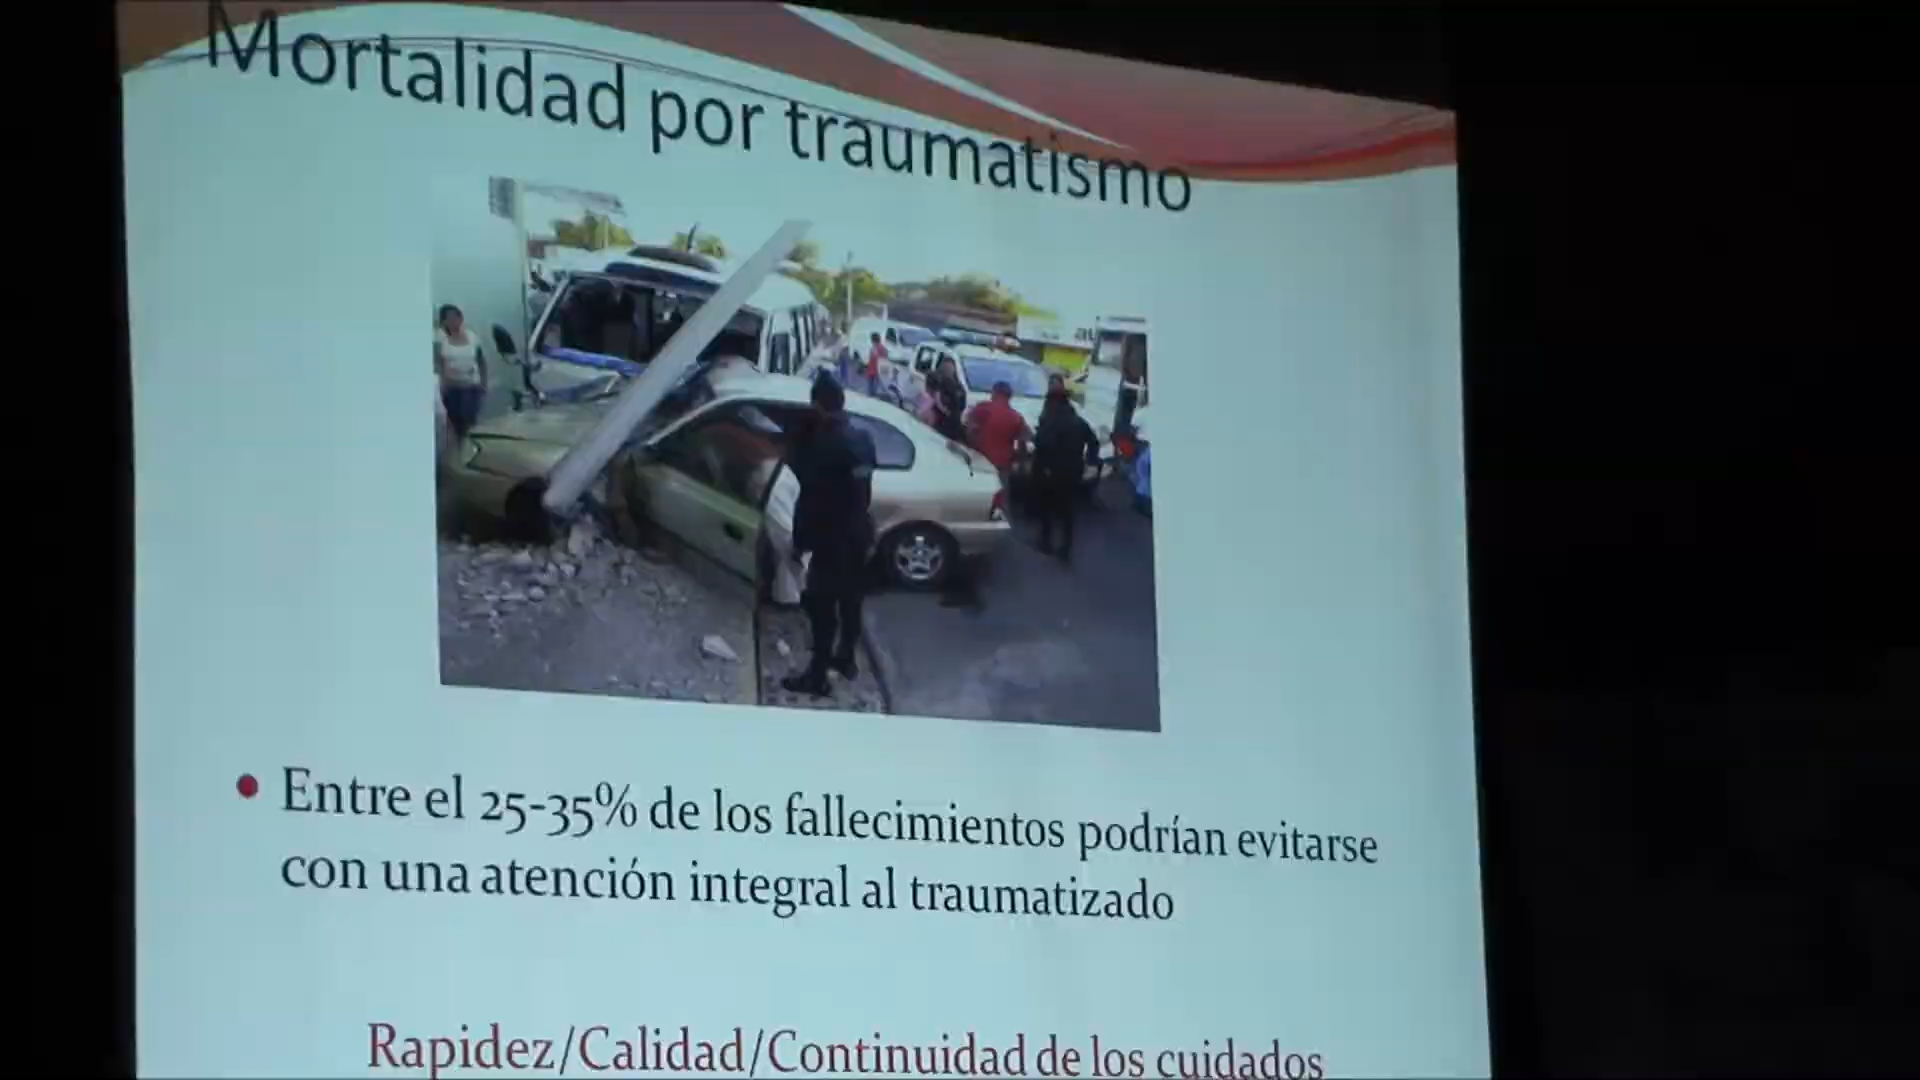 Mortalidad por traumatismo
• Entre el 25-35% de los fallecimientos podrían evitarse
con una atención integral al traumatizado
Rapidez/Calidad/Continuidad de los cuidados